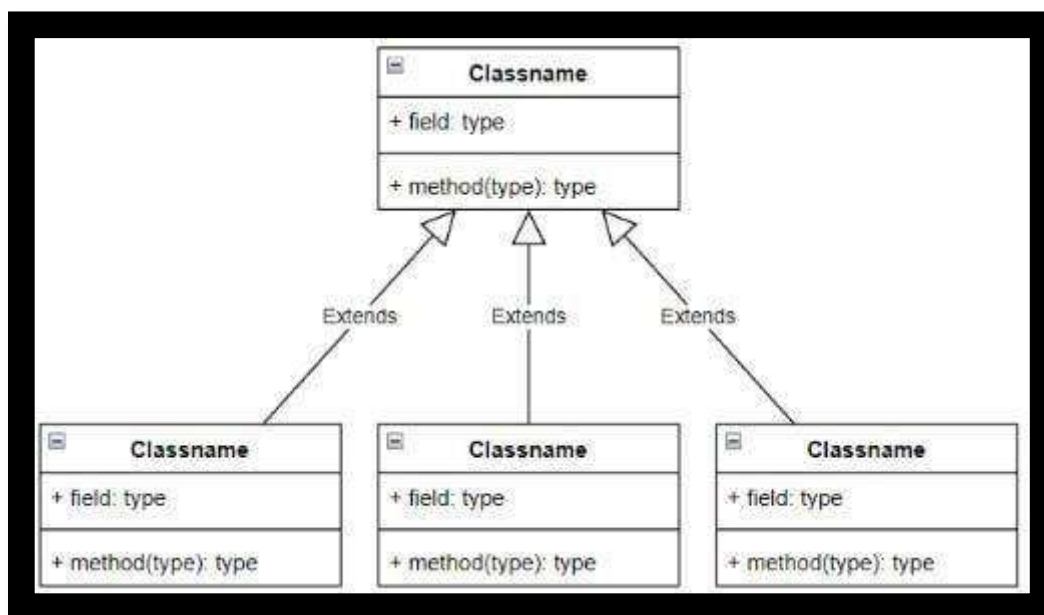 Classname
+ field: type
+ method(type): type
Extends Extends Extends
Classname Classname Classname
+ field: type + field: type + field: type
+ method(type): type + method(type): type + method(type): type